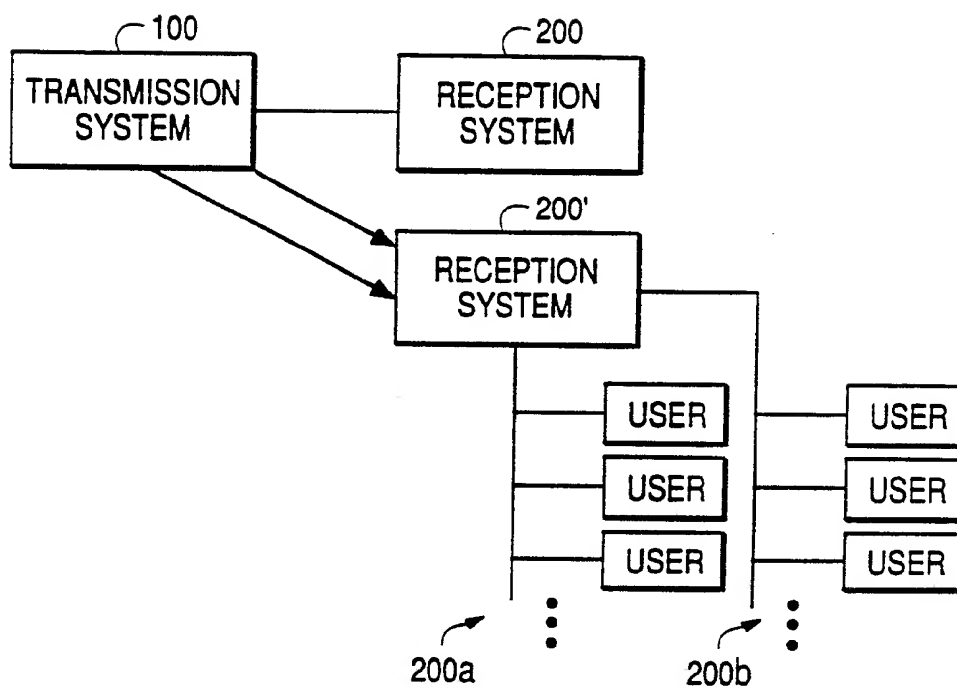 100
TRANSMISSION
SYSTEM
200
RECEPTION
SYSTEM
200'
RECEPTION
SYSTEM
USER
USER
USER
USER
USER
USER
200a
200b